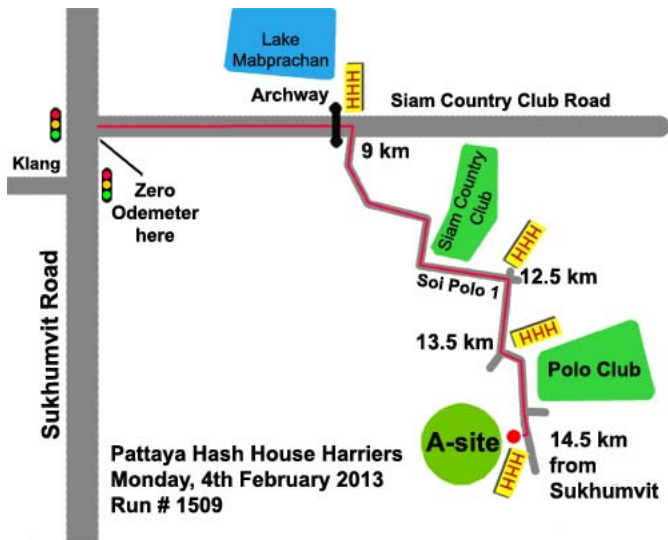 Lake
Mabprachan
HHH
Archway
Siam Country Club Road
Klang
9 km
Zero
Odemeter
here
Siam Country
Club
HHH
Soi Polo 1
12.5 km
Sukhumvit Road
HHH
13.5 km
Polo Club
A-site
HHH
14.5 km
from
Sukhumvit
Pattaya Hash House Harriers
Monday, 4th February 2013
Run # 1509